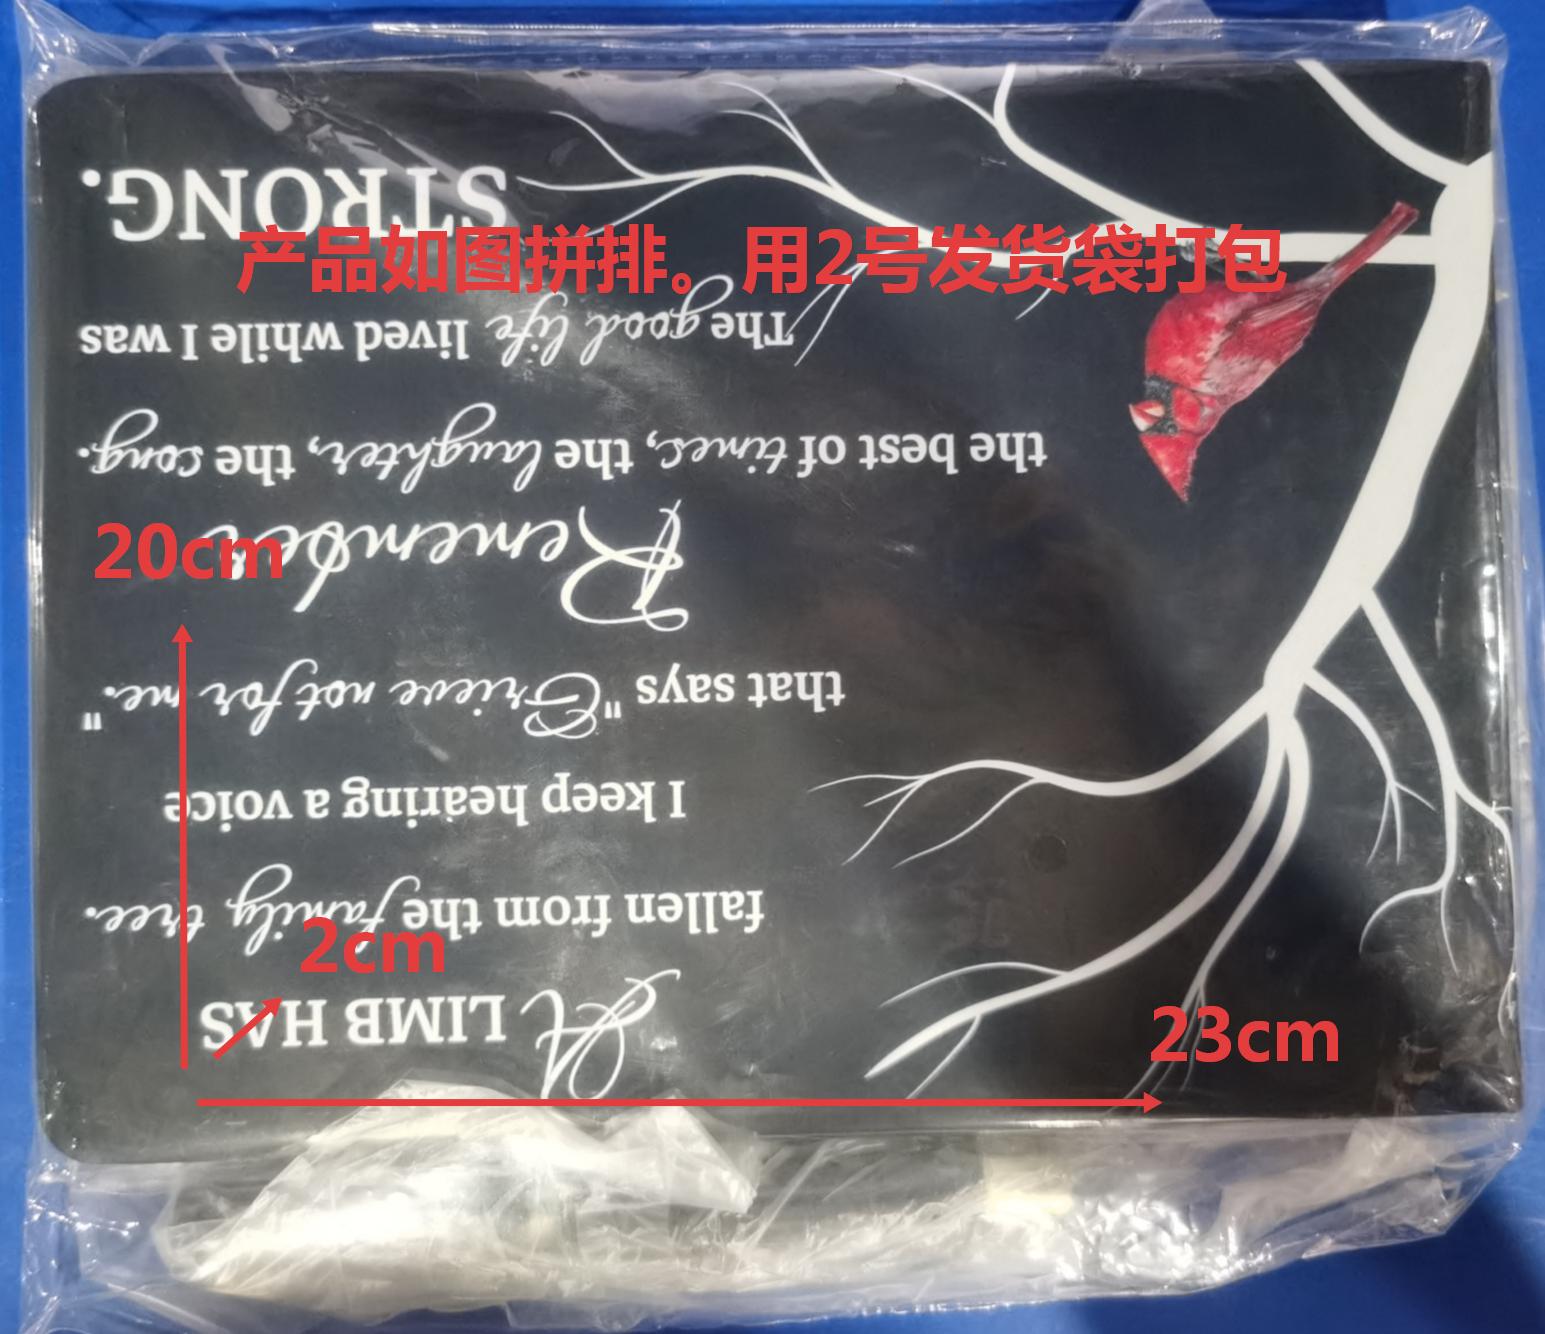 产品如图拼排。用2号发货袋打包
20cm
2cm
23cm
A LIMB HAS
fallen from the family tree.
I keep hearing a voice
that says "Grieve not for me."
Remember
the best of times, the laughter, the song.
The good life lived while I was
STRONG.